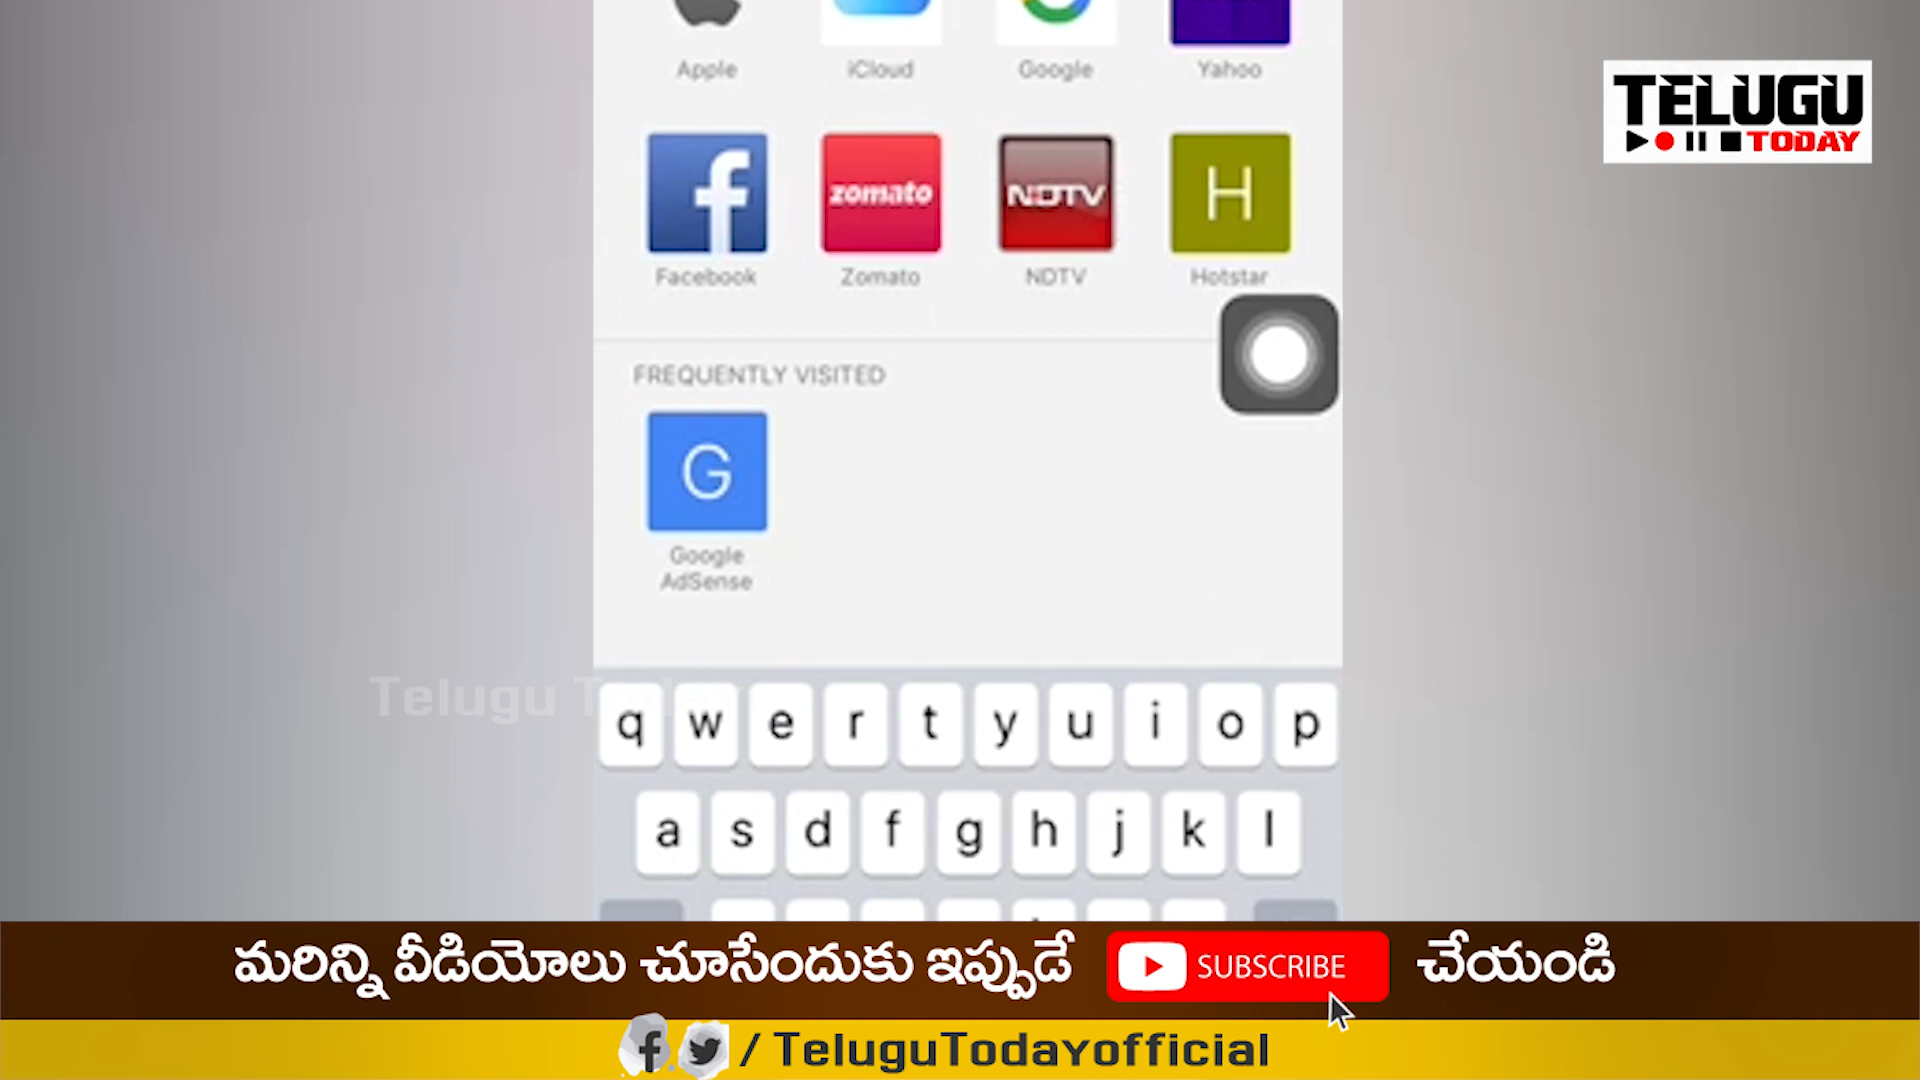 Apple iCloud Google Yahoo
TELUGU
TODAY
f zomato NDTV H
Facebook Zomato NDTV Hotstar
FREQUENTLY VISITED
G
Google
AdSense
Telugu
q w e r t y u i o p
a s d f g h j k l
మరిన్ని వీడియోలు చూసేందుకు ఇప్పుడే SUBSCRIBE చేయండి
/ TeluguTodayofficial